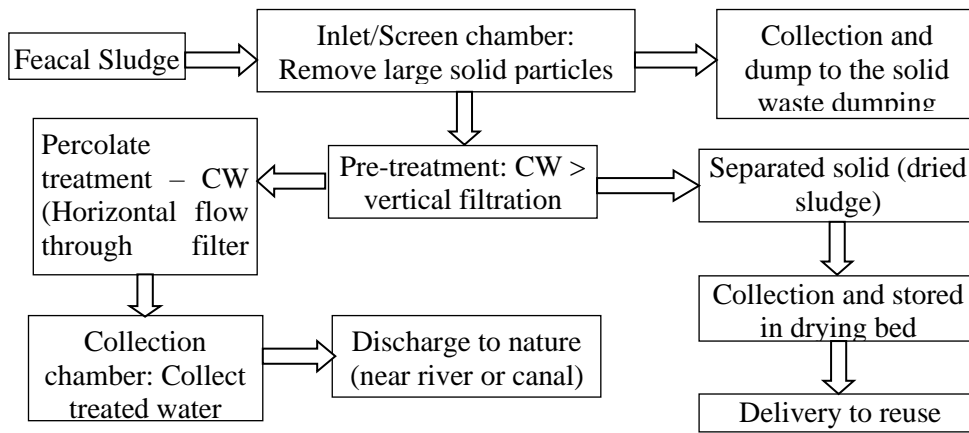 Feacal Sludge
Inlet/Screen chamber:
Remove large solid particles
Collection and
dump to the solid
waste dumping
Percolate
treatment – CW
(Horizontal flow
through filter
Pre-treatment: CW >
vertical filtration
Separated solid (dried
sludge)
Collection and stored
in drying bed
Collection
chamber: Collect
treated water
Discharge to nature
(near river or canal)
Delivery to reuse